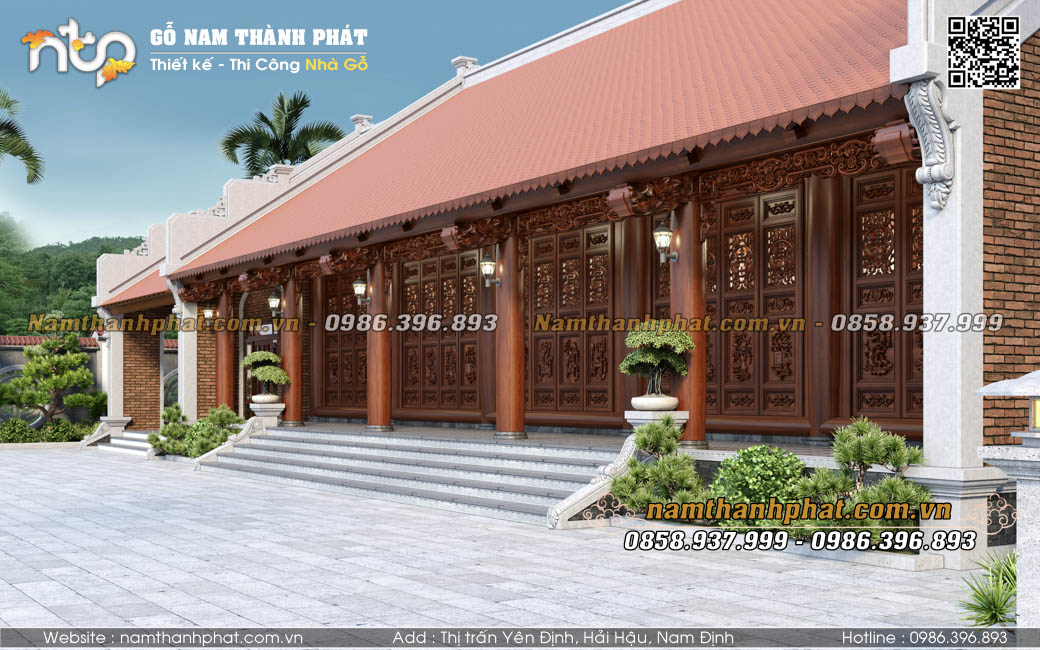 ntp
GỖ NAM THÀNH PHÁT
Thiết kế - Thi Công Nhà Gỗ
Namthanhphat.com.vn - 0986.396.893
Namthanhphat.com.vn - 0858.937.999
namthanhphat.com.vn
0858.937.999 - 0986.396.893
Website : namthanhphat.com.vn Add : Thị trấn Yên Định, Hải Hậu, Nam Định Hotline : 0986.396.893